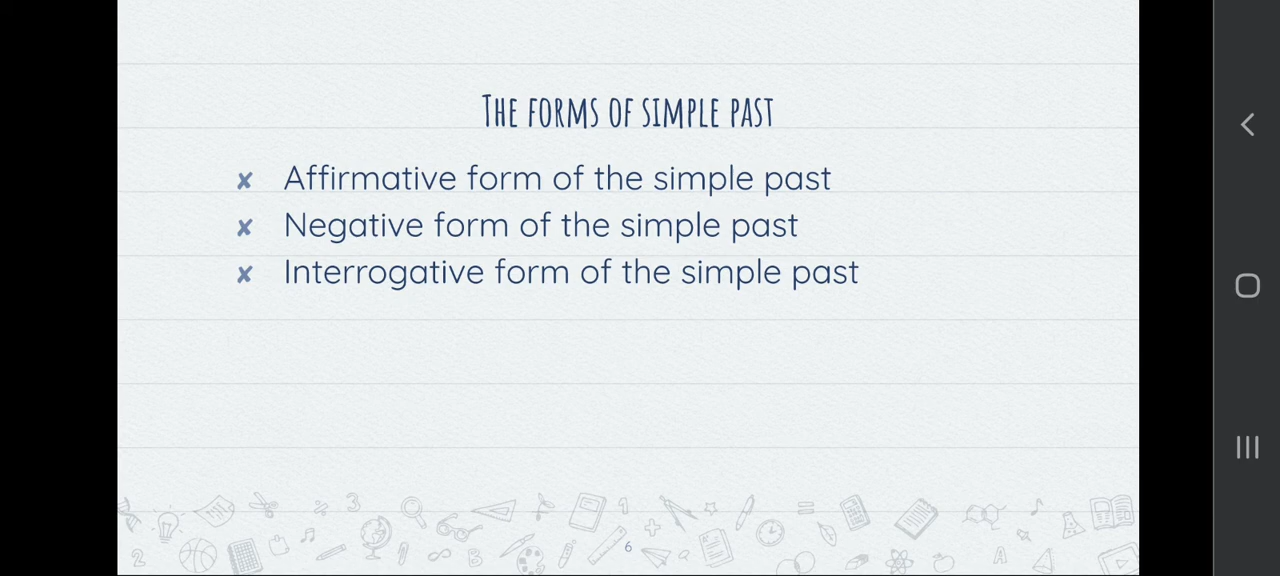 The forms of simple past
✘ Affirmative form of the simple past
✘ Negative form of the simple past
✘ Interrogative form of the simple past
6